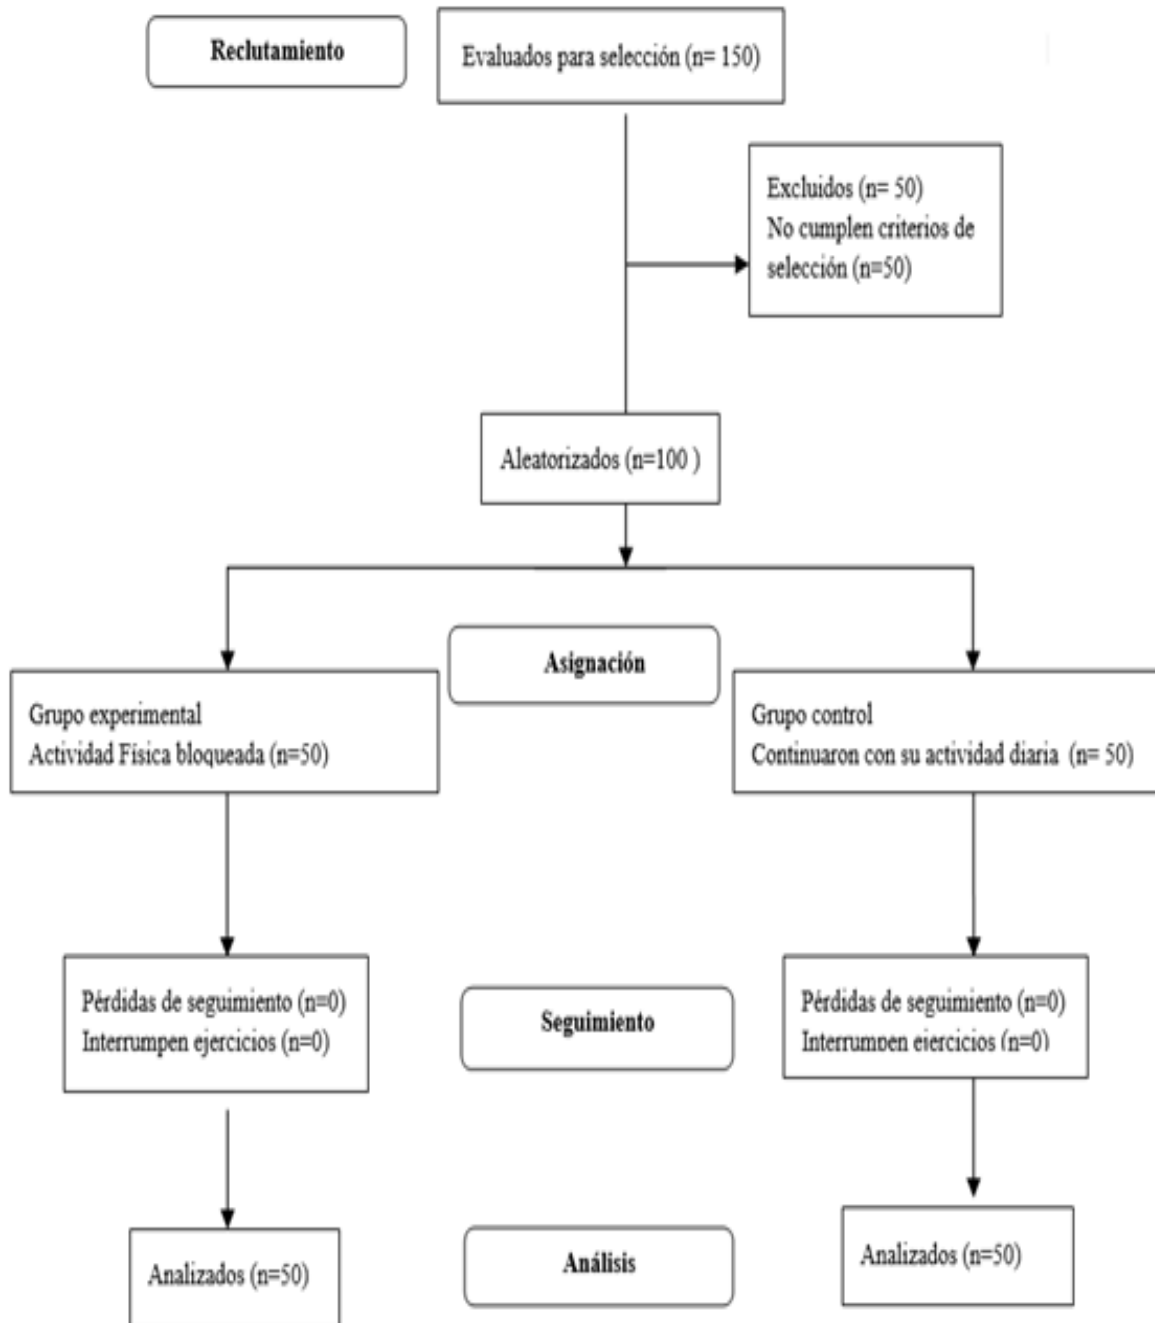 Reclutamiento
Evaluados para selección (n= 150)
Excluidos (n= 50)
No cumplen criterios de
selección (n=50)
Aleatorizados (n=100 )
Asignación
Grupo experimental
Actividad Física bloqueada (n=50)
Grupo control
Continuaron con su actividad diaria  (n= 50)
Pérdidas de seguimiento (n=0)
Interrumpen ejercicios (n=0)
Seguimiento
Pérdidas de seguimiento (n=0)
Interrumpen ejercicios (n=0)
Analizados (n=50)
Análisis
Analizados (n=50)